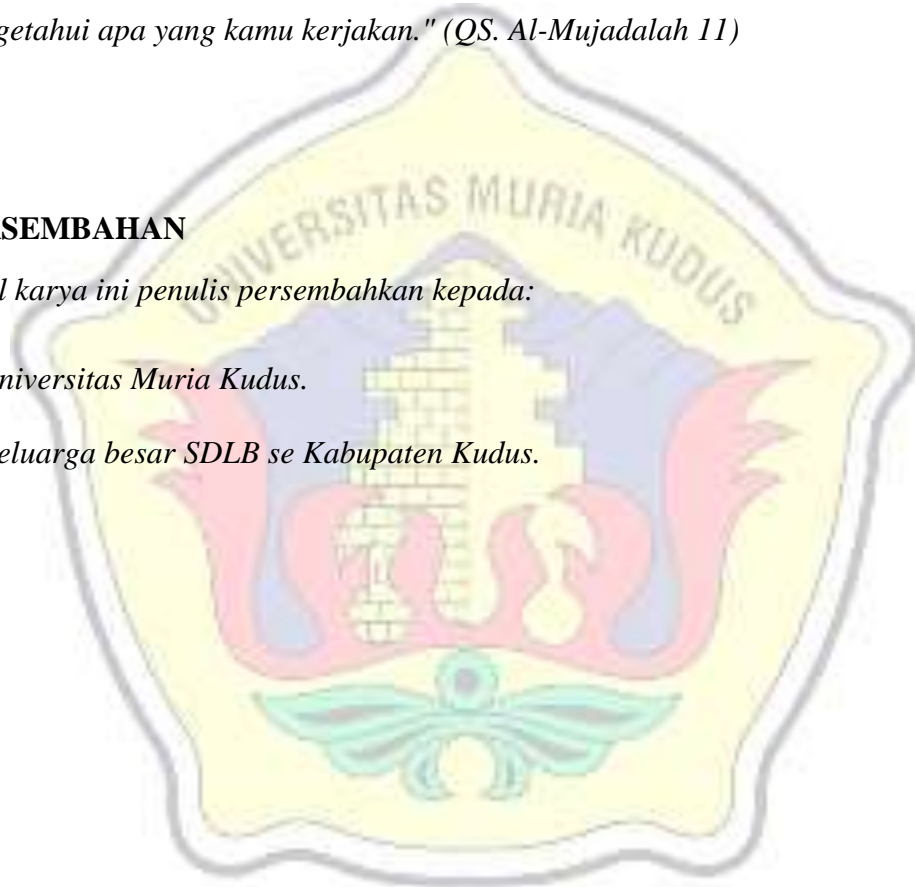 getahui apa yang kamu kerjakan." (QS. Al-Mujadalah 11)
UNIVERSITAS MURIA KUDUS
SEMBAHAN
l karya ini penulis persembahkan kepada:
niversitas Muria Kudus.
eluarga besar SDLB se Kabupaten Kudus.